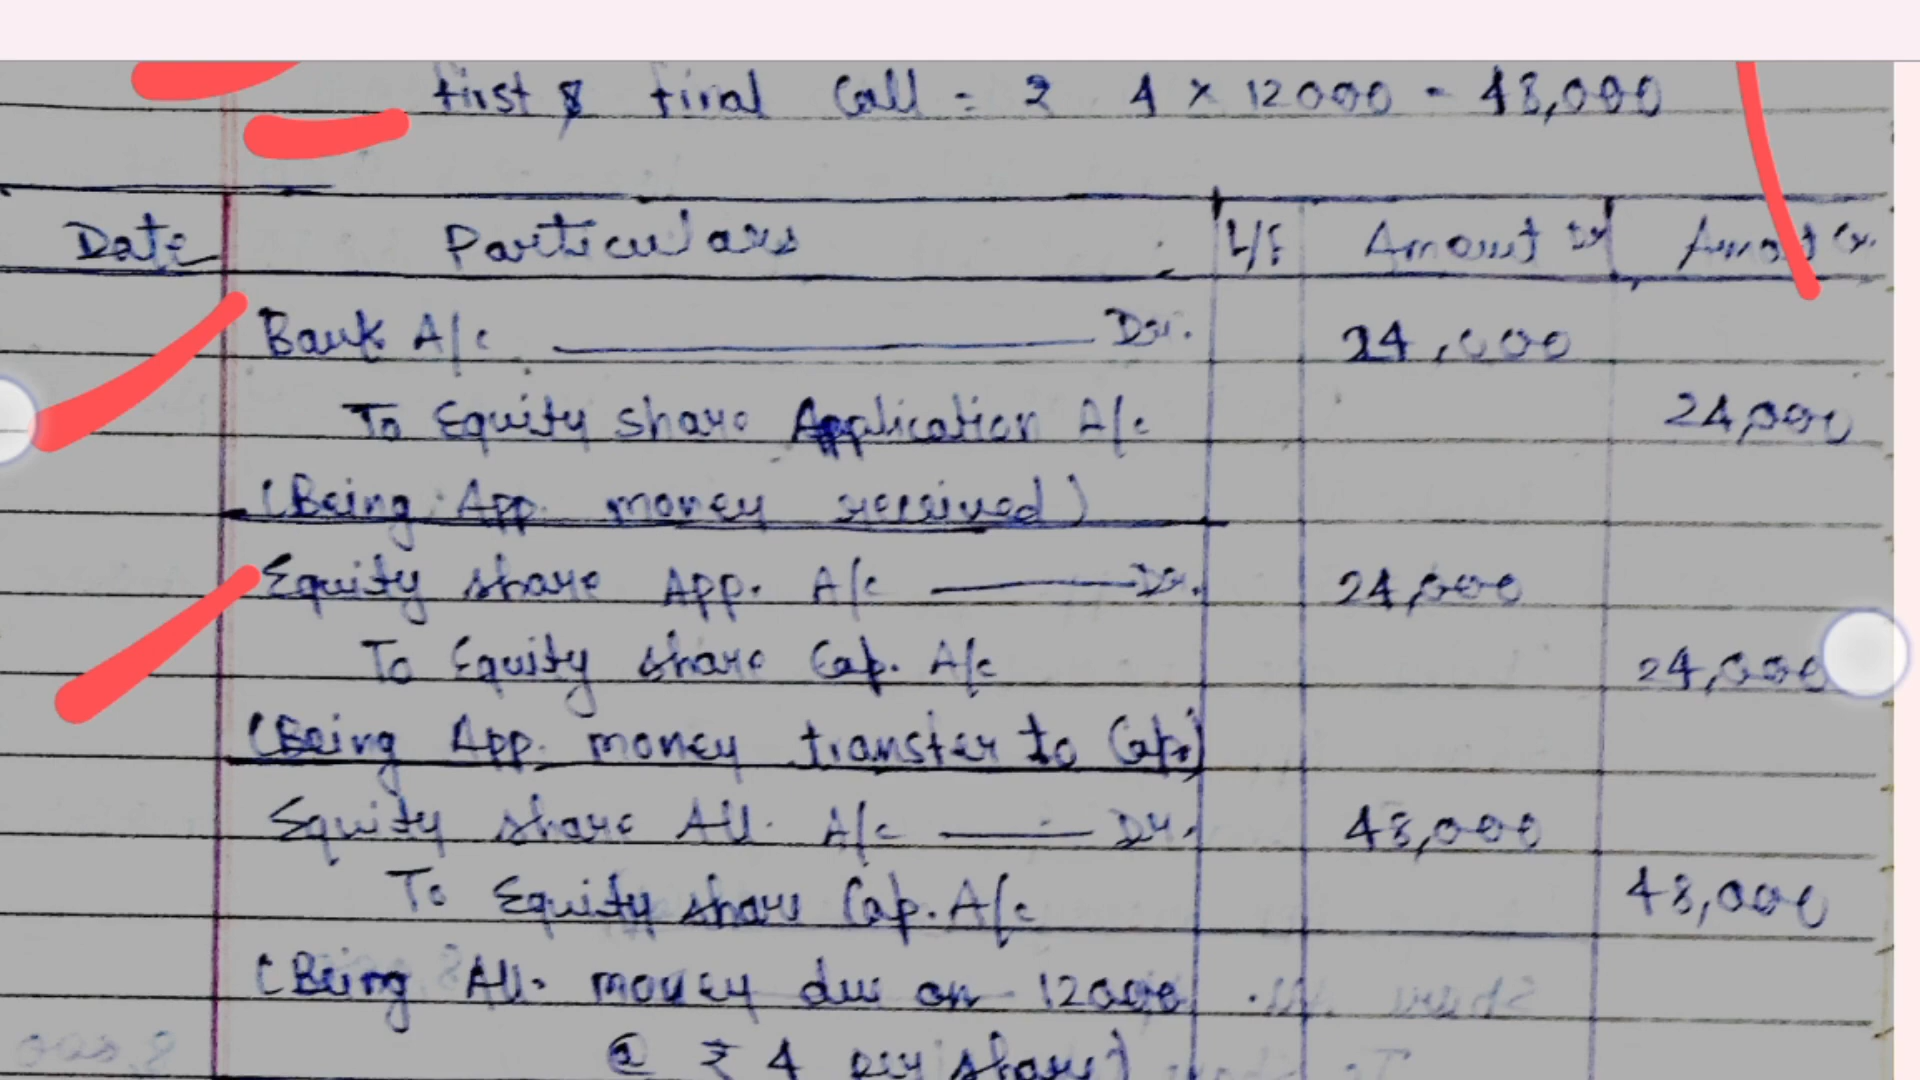 first & final Call = ₹ 4 × 12000 = 48,000
Date Particulars L/F Amount Dr Amount Cr.
Bank A/c Dr. 24,000
To Equity share Application A/c 24,000
(Being App. money received)
Equity share App. A/c Dr. 24,000
To Equity share Cap. A/c 24,000
(Being App. money transfer to Cap.)
Equity share All. A/c Dr. 48,000
To Equity share Cap. A/c 48,000
(Being All. money due on 12000
@ ₹ 4 per share)